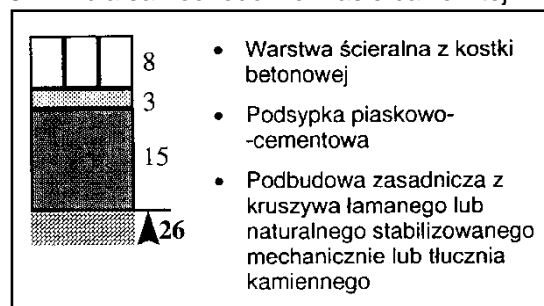 8
3
15
26
• Warstwa ścieralna z kostki
betonowej
• Podsypka piaskowo-
-cementowa
• Podbudowa zasadnicza z
kruszywa łamanego lub
naturalnego stabilizowanego
mechanicznie lub tłucznia
kamiennego